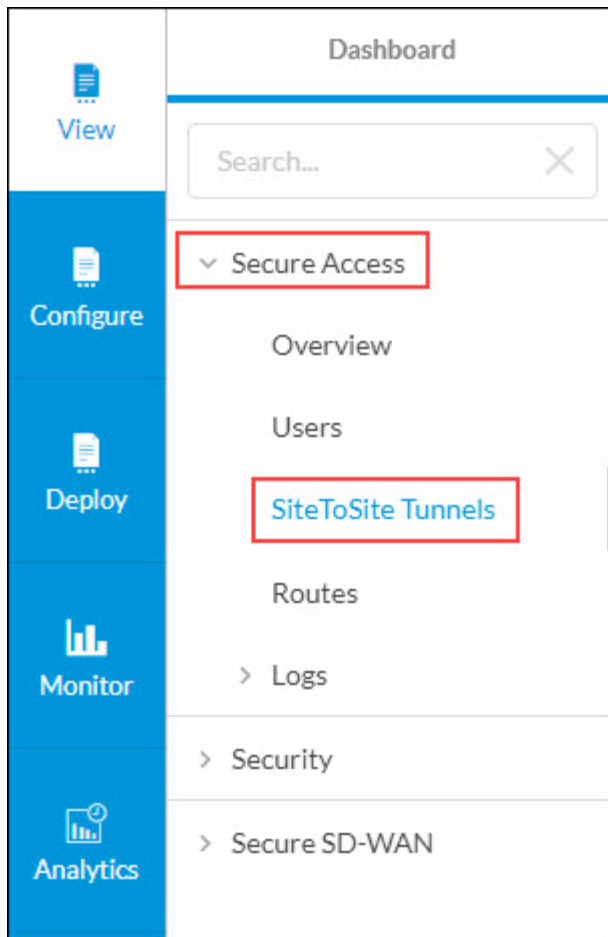 View
Configure
Deploy
Monitor
Analytics
Dashboard
Search...
Secure Access
Overview
Users
SiteToSite Tunnels
Routes
Logs
Security
Secure SD-WAN